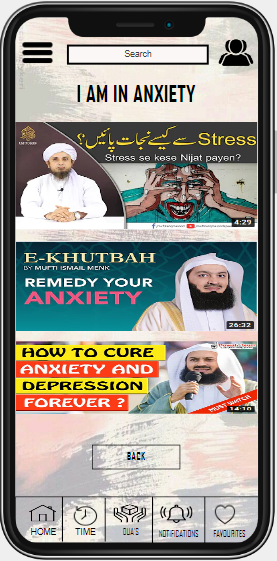 Search
I AM IN ANXIETY
Stress سے کیسے نجات پائیں؟
Stress se kese Nijat payen?
4:29
E-KHUTBAH
BY MUFTI ISMAIL MENK
REMEDY YOUR
ANXIETY
26:32
HOW TO CURE
ANXIETY AND
DEPRESSION
FOREVER ?
MUST WATCH
14:10
BACK
HOME
TIME
DUA'S
NOTIFICATIONS
FAVOURITES